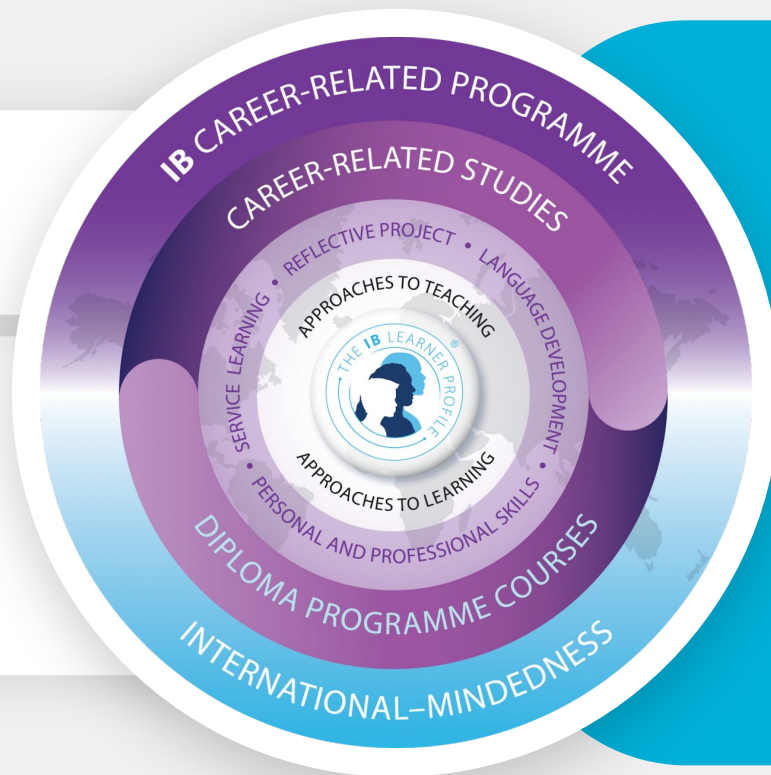 IB CAREER-RELATED PROGRAMME
CAREER-RELATED STUDIES
REFLECTIVE PROJECT • LANGUAGE DEVELOPMENT • PERSONAL AND PROFESSIONAL SKILLS • SERVICE LEARNING •
APPROACHES TO TEACHING
THE IB LEARNER PROFILE ®
APPROACHES TO LEARNING
DIPLOMA PROGRAMME COURSES
INTERNATIONAL–MINDEDNESS